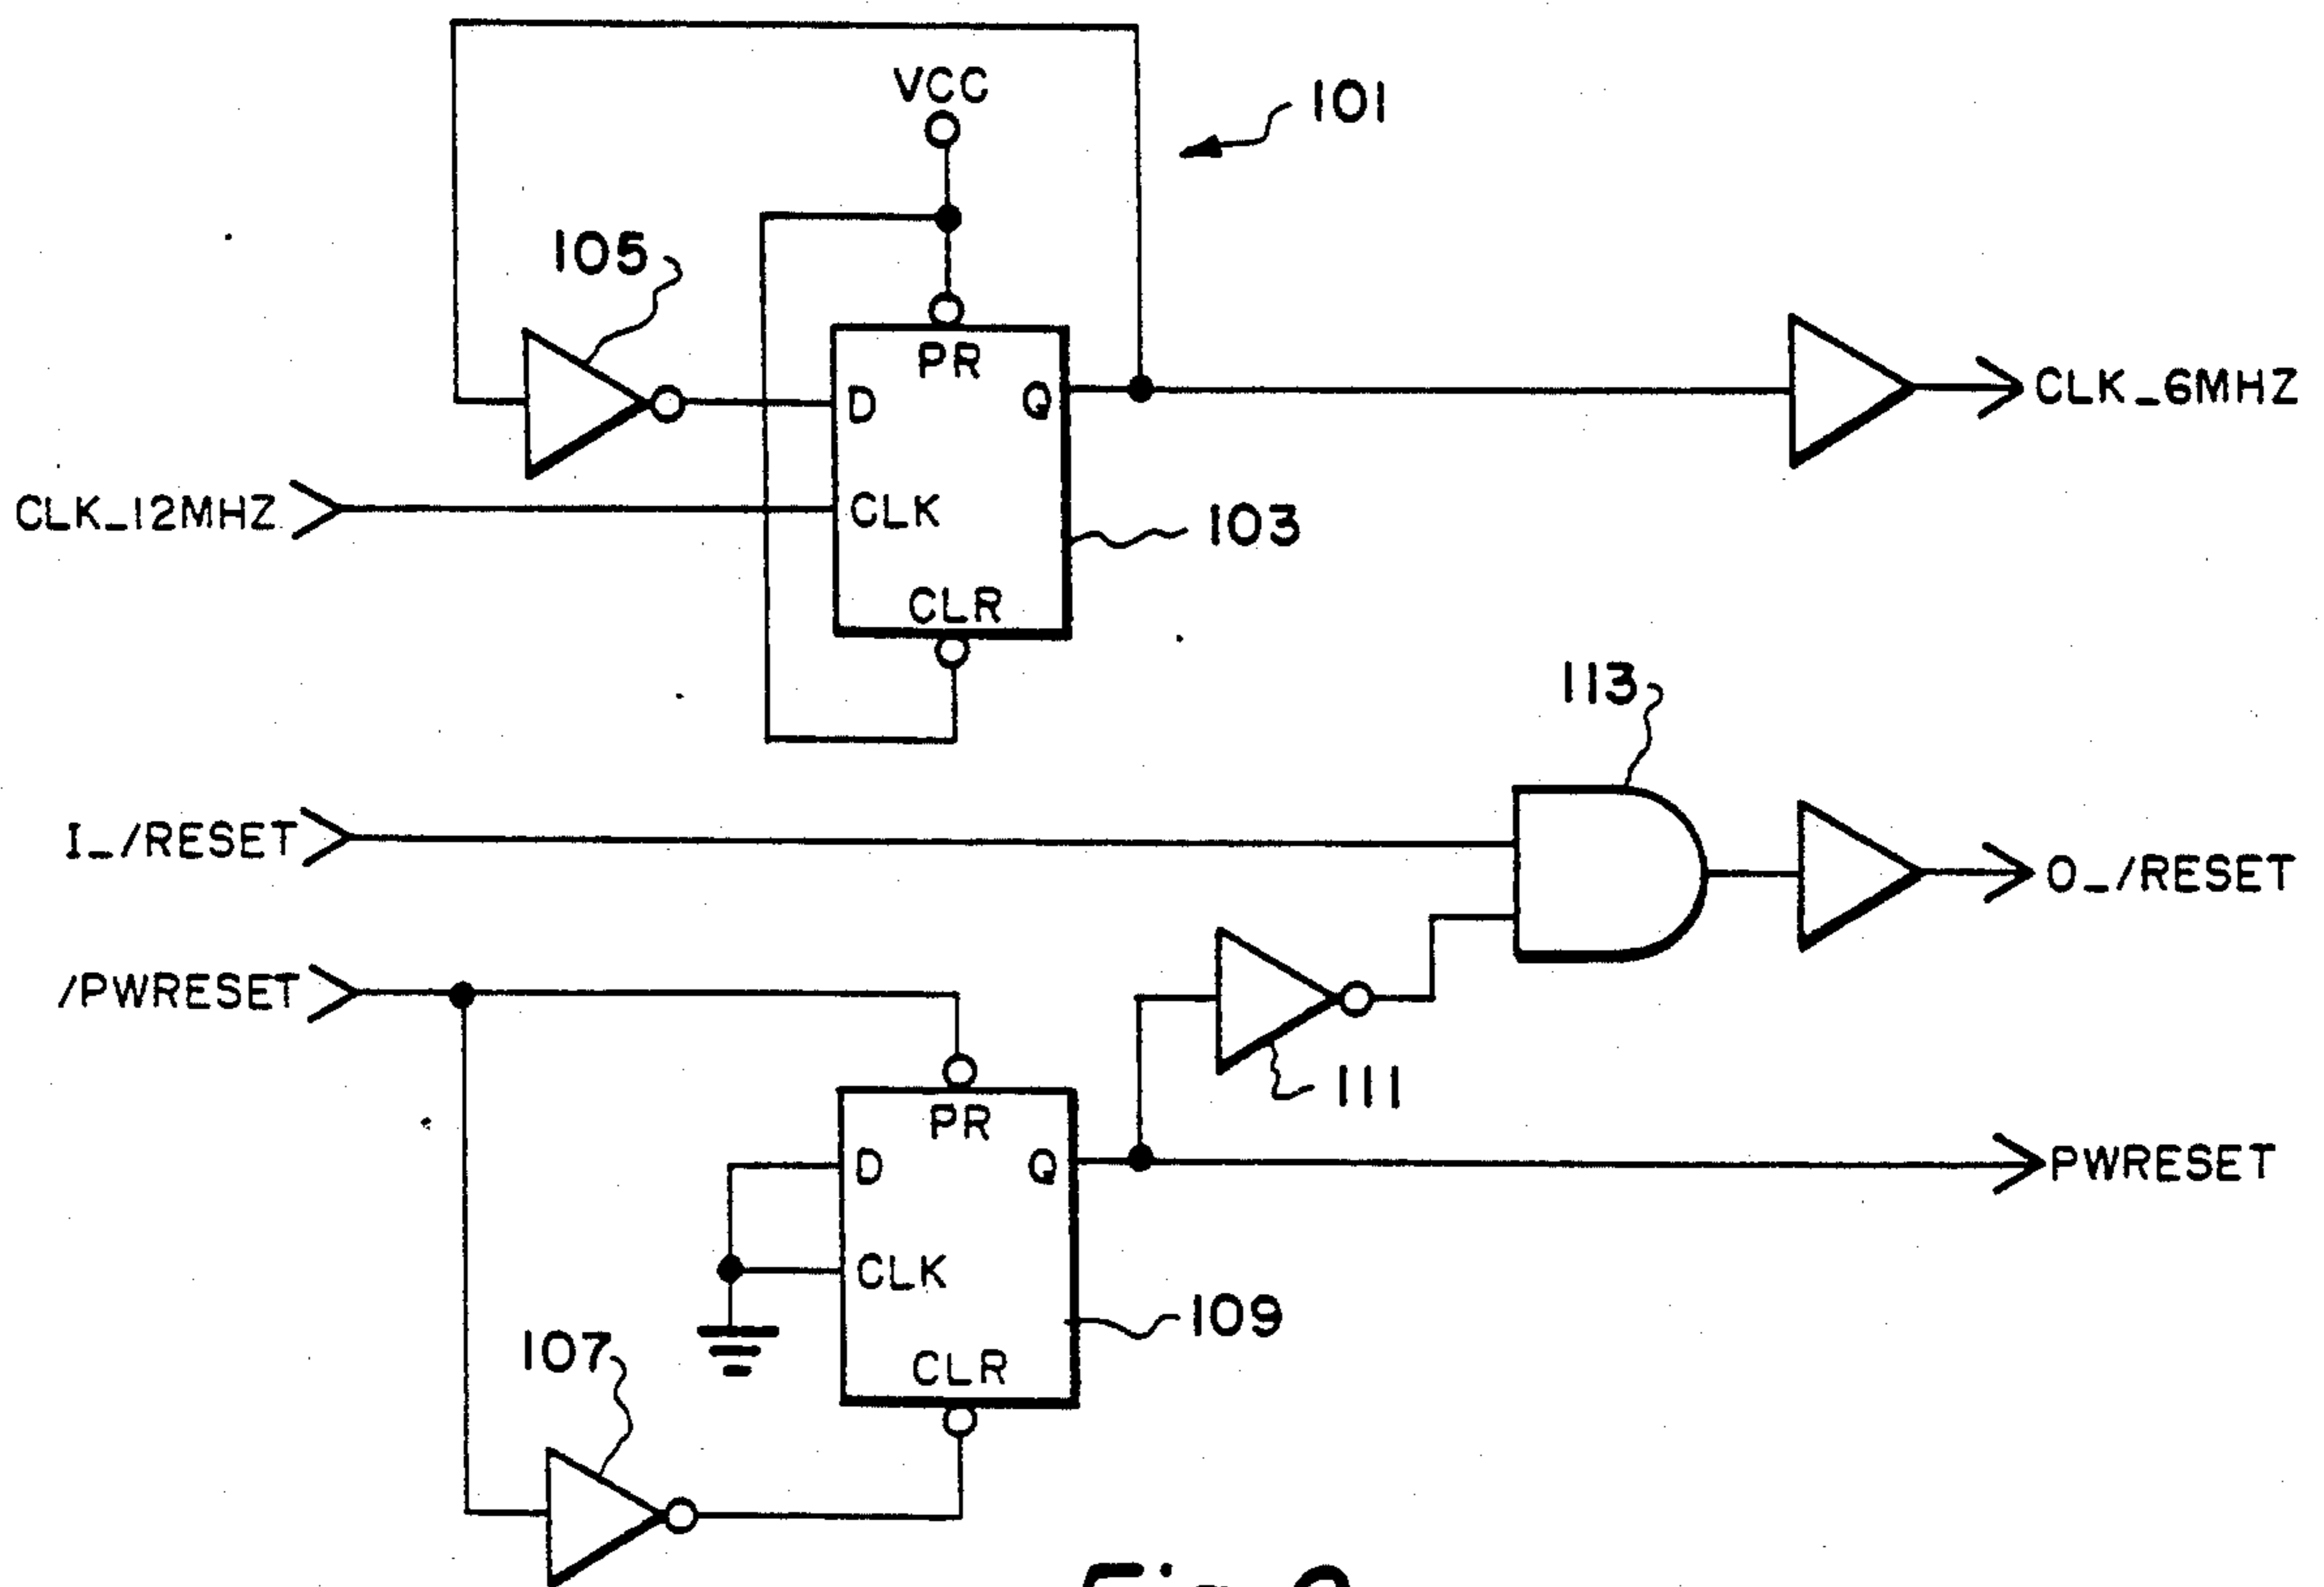 VCC
101
105
PR
D
Q
CLK_6MHZ
CLK_12MHZ
CLK
103
CLR
113
I_/RESET
O_/RESET
/PWRESET
111
PR
D
Q
PWRESET
CLK
109
107
CLR